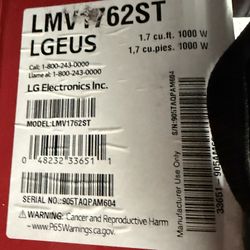 LMV1762ST
LGEUS
1.7 cu.ft. 1000 W
1,7 cu.pies. 1000 W
Call: 1-800-243-0000
Llame al: 1-800-243-0000
LG Electronics Inc.
MODEL:LMV1762ST
0 48232 33651 1
SERIAL NO.: 905TAQPAM604
WARNING: Cancer and Reproductive Harm
- www.P65Warnings.ca.gov.
S/N:905TAQPAM604
Manufacturer Use Only
33651